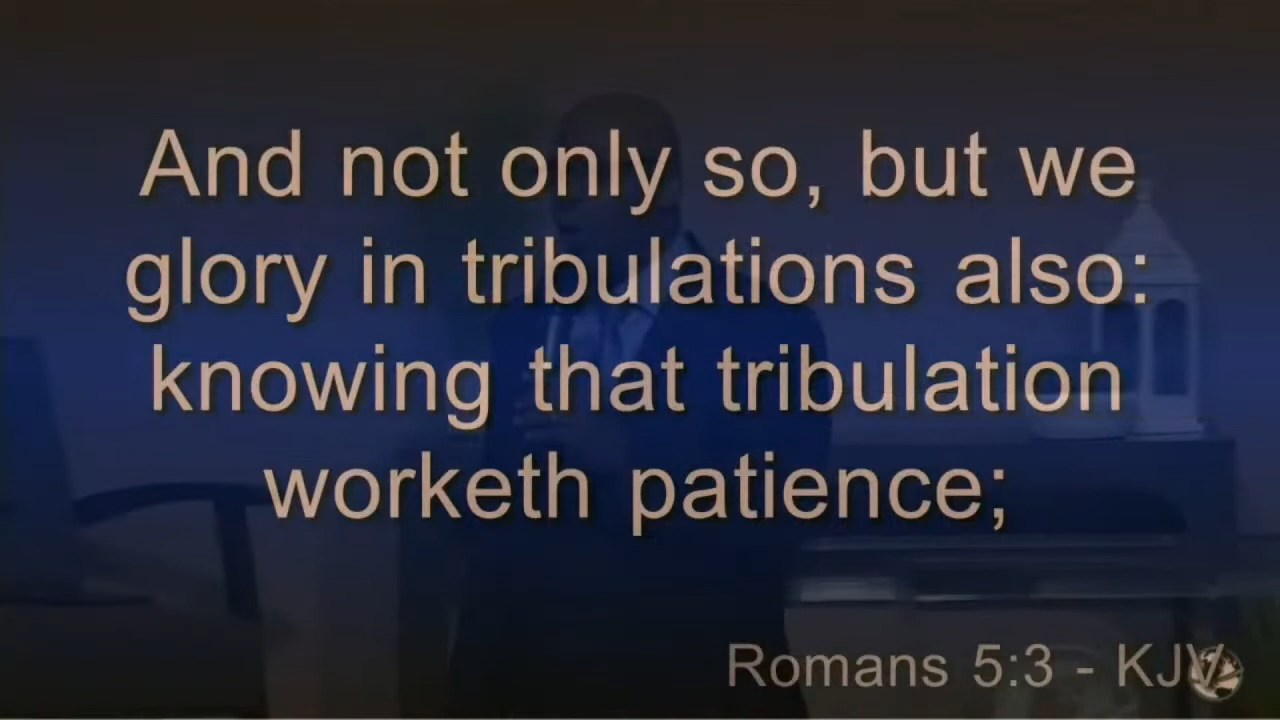 And not only so, but we
glory in tribulations also:
knowing that tribulation
worketh patience;
Romans 5:3 - KJV